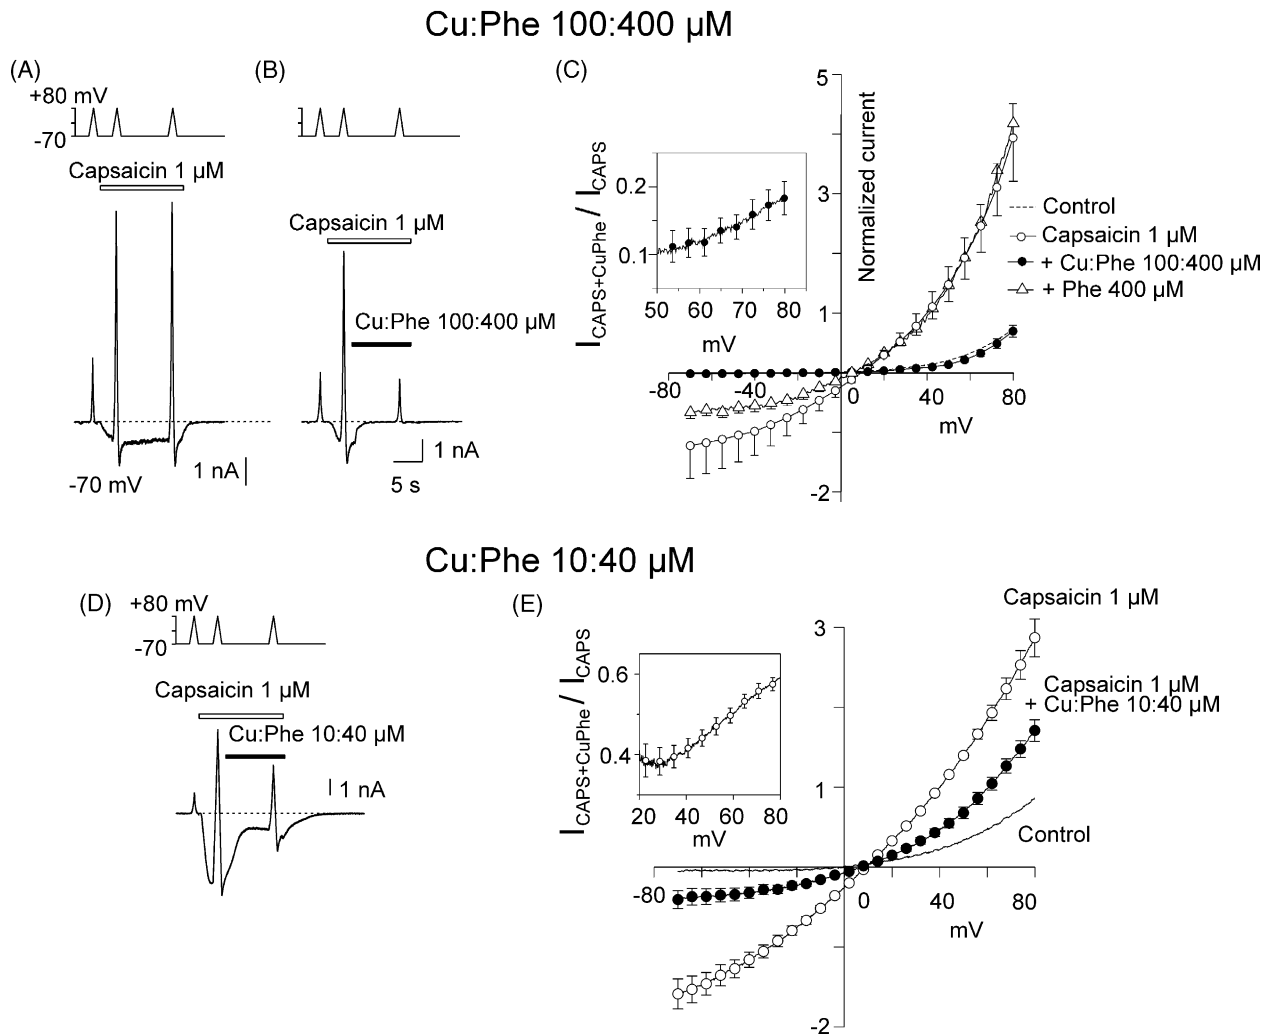 Cu:Phe 100:400 µM
(A)
+80 mV
-70
Capsaicin 1 µM
1 nA
-70 mV
(B)
Capsaicin 1 µM
Cu:Phe 100:400 µM
1 nA
5 s
(C)
5
3
1
-2
Normalized current
-80
-40
0
40
80
mV
I CAPS+CuPhe / I CAPS
0.2
0.1
50
60
70
80
mV
Control
Capsaicin 1 µM
+ Cu:Phe 100:400 µM
+ Phe 400 µM
Cu:Phe 10:40 µM
(D)
+80 mV
-70
Capsaicin 1 µM
Cu:Phe 10:40 µM
1 nA
(E)
3
1
-2
-80
0
40
80
mV
I CAPS+CuPhe / I CAPS
0.6
0.4
20
40
60
80
mV
Capsaicin 1 µM
Capsaicin 1 µM
+ Cu:Phe 10:40 µM
Control